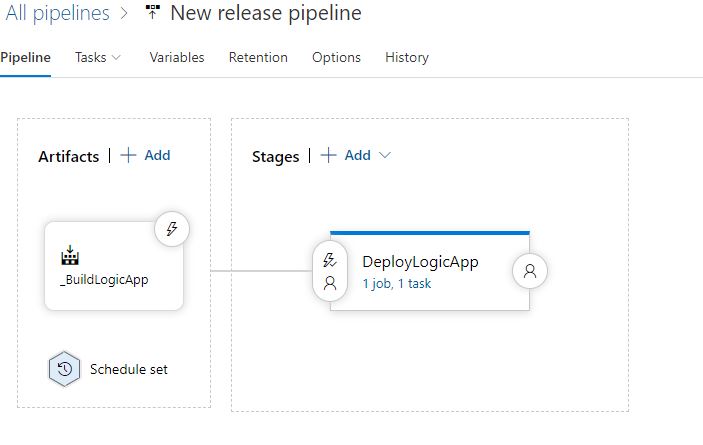 All pipelines > New release pipeline
Pipeline Tasks Variables Retention Options History
Artifacts | + Add
Stages | + Add
_BuildLogicApp
DeployLogicApp
1 job, 1 task
Schedule set